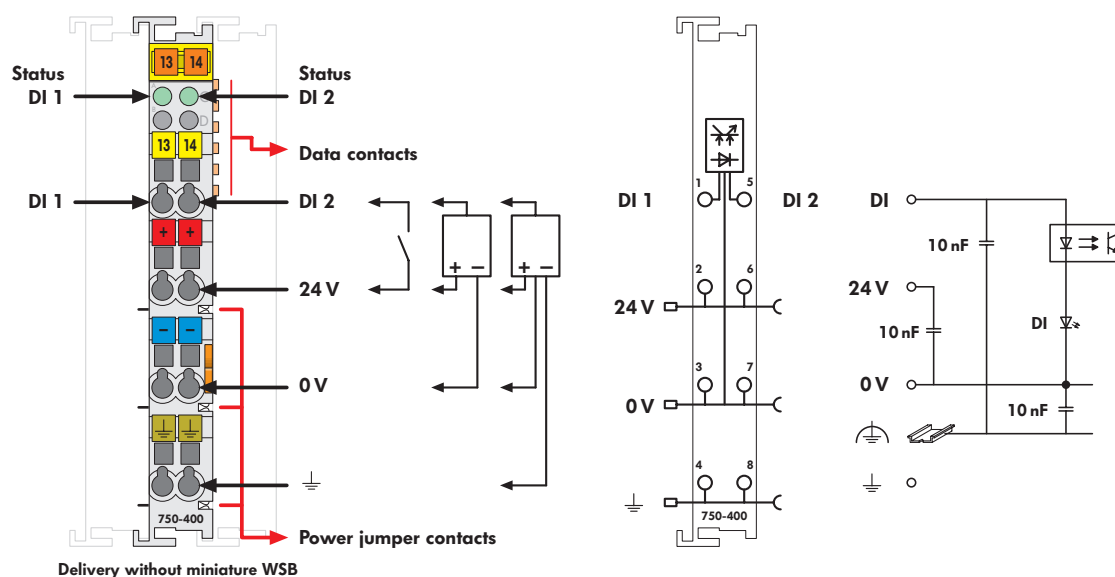 13 14
Status
DI 1
Status
DI 2
13 14
Data contacts
DI 1
DI 2
+ +
24 V
+ −
+ −
− −
0 V
750-400
Power jumper contacts
Delivery without miniature WSB
DI 1
1
5
DI 2
2
6
24 V
3
7
0 V
4
8
750-400
DI
10 nF
24 V
10 nF
DI
0 V
10 nF